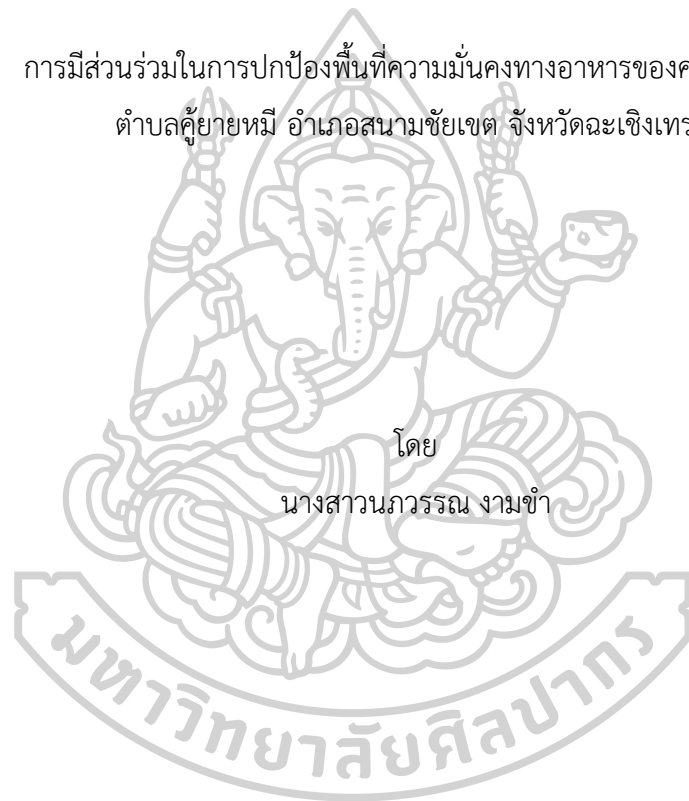 การมีส่วนร่วมในการปกป้องพื้นที่ความมั่นคงทางอาหารของ
ตำบลคู้ยายหมี อำเภอสนามชัยเขต จังหวัดฉะเชิงเทร
โดย
นางสาวนภวรรณ งามขำ
มหาวิทยาลัยศิลปากร